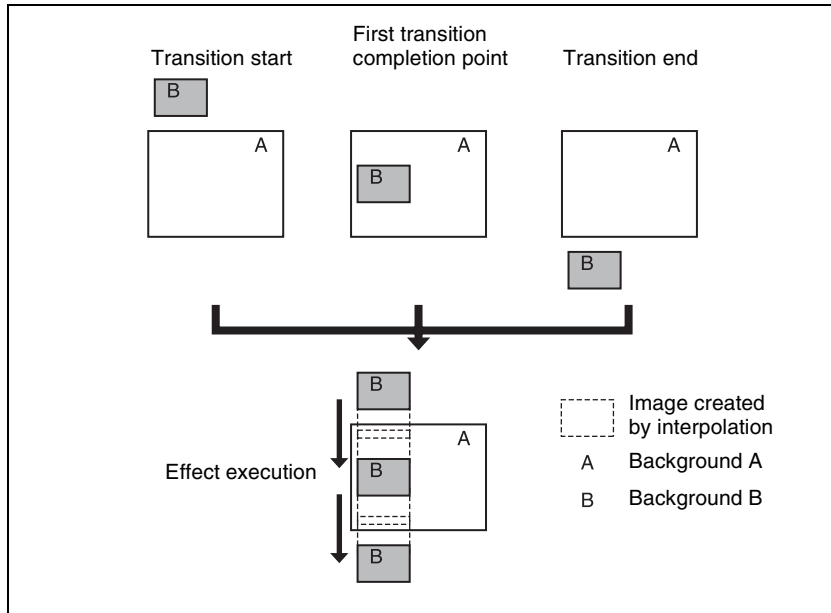 Transition start
First transition
completion point
Transition end
B
A
A
B
A
B
B
A
B
B
Effect execution
Image created
by interpolation
A Background A
B Background B